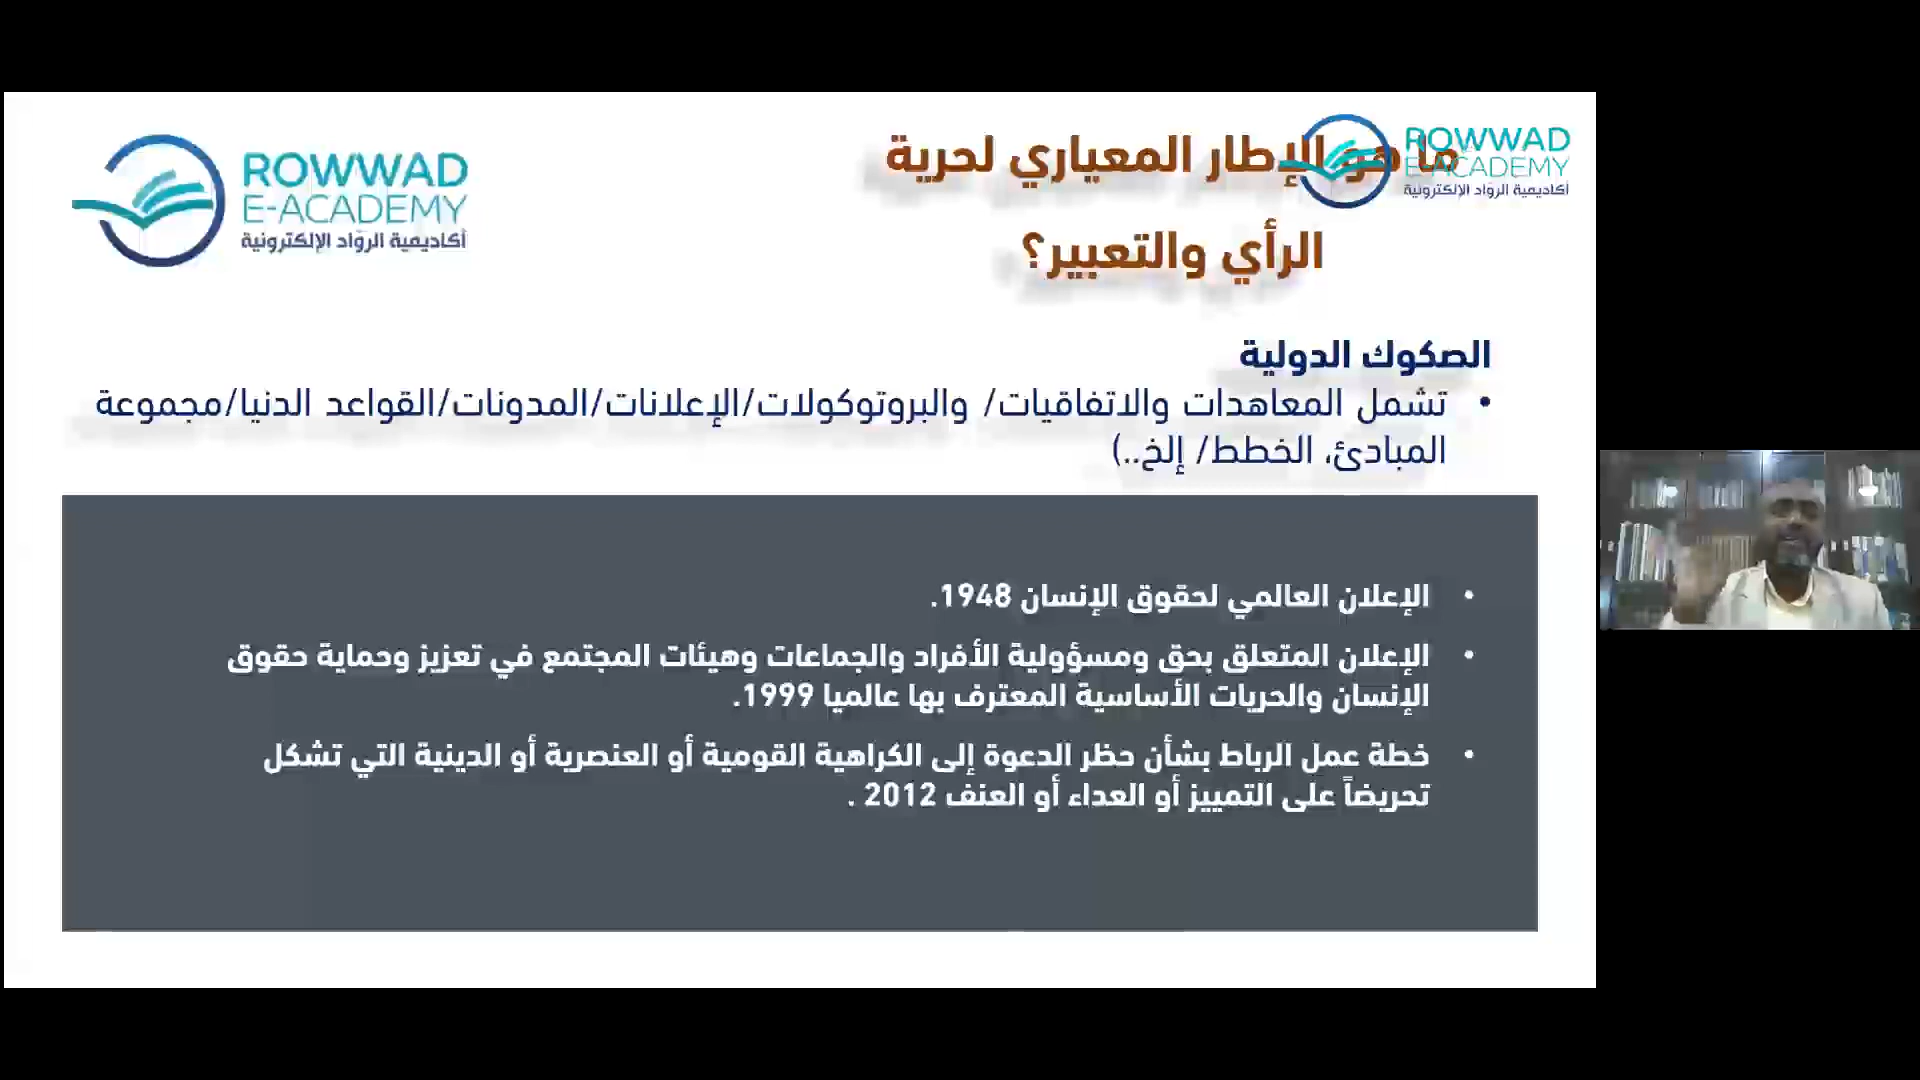 ما هو الإطار المعياري لحرية
الرأي والتعبير؟
ROWWAD
E-ACADEMY
أكاديمية الروّاد الإلكترونية
ROWWAD
E-ACADEMY
أكاديمية الرواد الإلكترونية
الصكوك الدولية
• تشمل المعاهدات والاتفاقيات/ والبروتوكولات/الإعلانات/المدونات/القواعد الدنيا/مجموعة
المبادئ، الخطط/ إلخ..)
• الإعلان العالمي لحقوق الإنسان 1948.
• الإعلان المتعلق بحق ومسؤولية الأفراد والجماعات وهيئات المجتمع في تعزيز وحماية حقوق
الإنسان والحريات الأساسية المعترف بها عالميا 1999.
• خطة عمل الرباط بشأن حظر الدعوة إلى الكراهية القومية أو العنصرية أو الدينية التي تشكل
تحريضاً على التمييز أو العداء أو العنف 2012 .